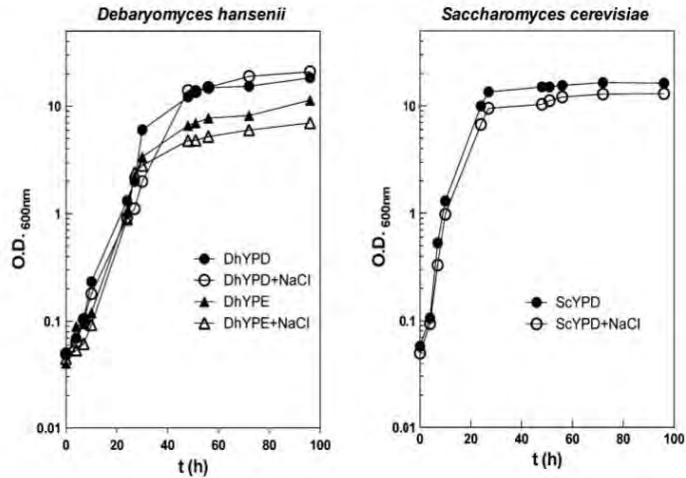 Debaryomyces hansenii
O.D. 600nm
10
1
0.1
0.01
DhYPD
DhYPD+NaCl
DhYPE
DhYPE+NaCl
0 20 40 60 80 100
t (h)
Saccharomyces cerevisiae
O.D. 600nm
10
1
0.1
0.01
ScYPD
ScYPD+NaCl
0 20 40 60 80 100
t (h)